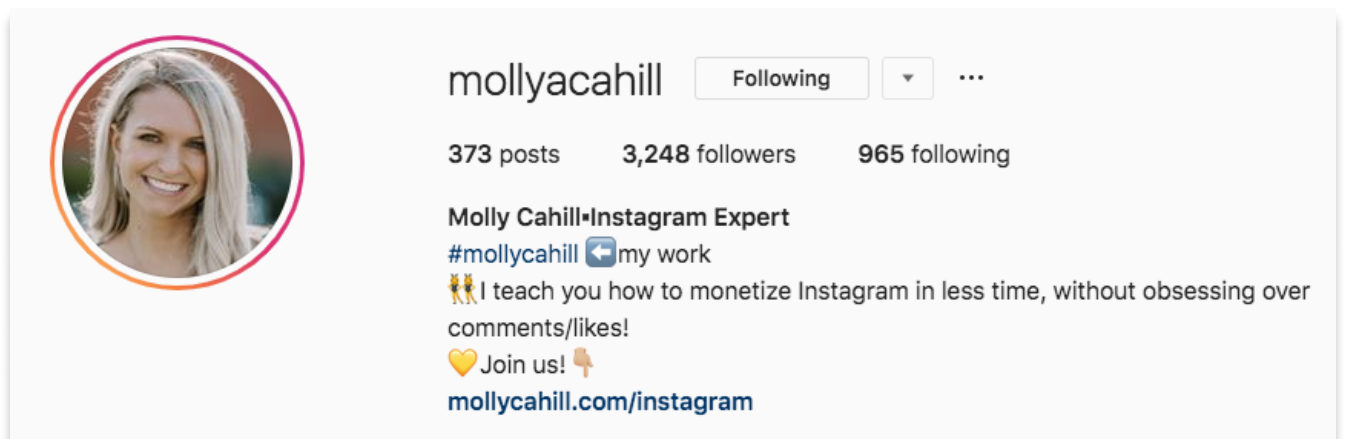 mollyacahill Following ▼ ...
373 posts 3,248 followers 965 following
Molly Cahill▪Instagram Expert
#mollycahill ⬅️my work
👯I teach you how to monetize Instagram in less time, without obsessing over
comments/likes!
💛Join us!👇🏼
mollycahill.com/instagram